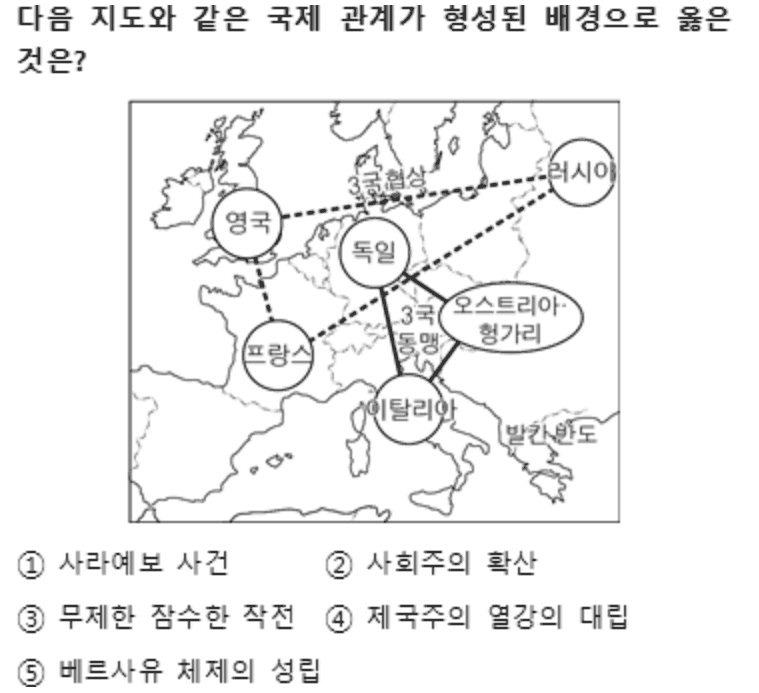 다음 지도와 같은 국제 관계가 형성된 배경으로 옳은
것은?
러시아
3국협상
영국
독일
오스트리아·
헝가리
3국
동맹
프랑스
이탈리아
발칸 반도
① 사라예보 사건 ② 사회주의 확산
③ 무제한 잠수한 작전 ④ 제국주의 열강의 대립
⑤ 베르사유 체제의 성립